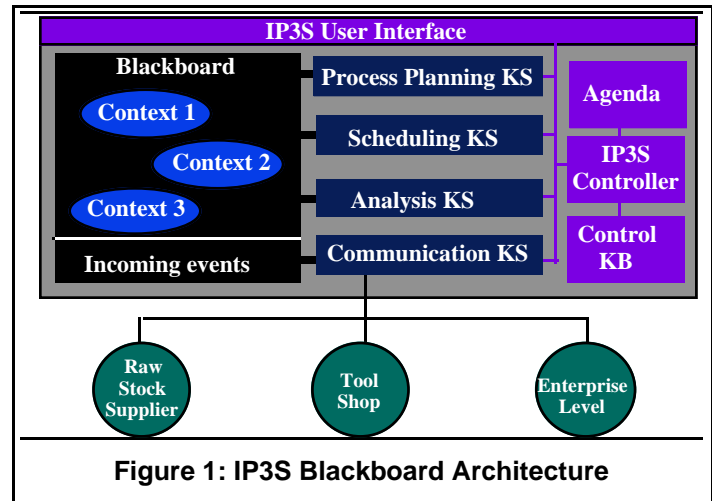 IP3S User Interface
Blackboard
Context 1
Context 2
Context 3
Incoming events
Process Planning KS
Scheduling KS
Analysis KS
Communication KS
Agenda
IP3S
Controller
Control
KB
Raw
Stock
Supplier
Tool
Shop
Enterprise
Level
Figure 1: IP3S Blackboard Architecture